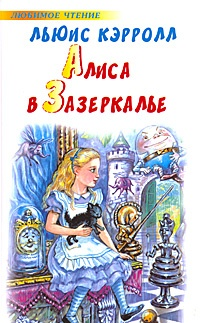 ЛЮБИМОЕ ЧТЕНИЕ
ЛЬЮИС КЭРРОЛЛ
АЛИСА
В ЗАЗЕРКАЛЬЕ